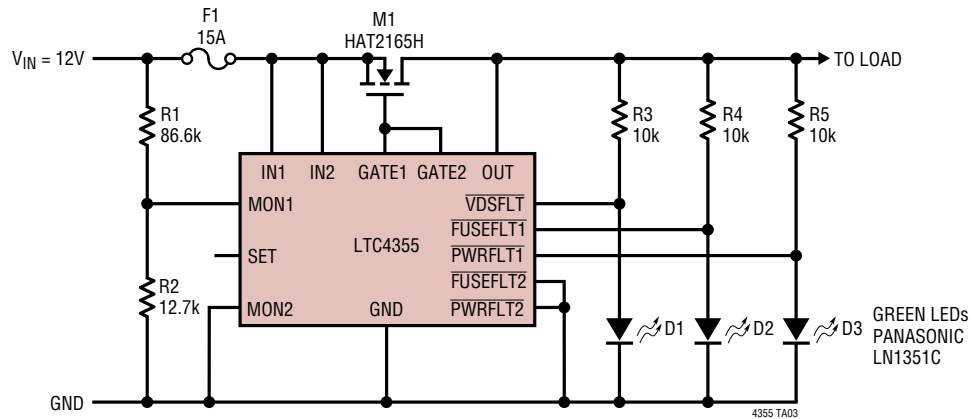 F1
15A
M1
HAT2165H
VIN = 12V
TO LOAD
R1
86.6k
R3
10k
R4
10k
R5
10k
IN1 IN2 GATE1 GATE2 OUT
MON1
VDSFLT
FUSEFLT1
LTC4355
SET
PWRFLT1
FUSEFLT2
R2
12.7k
MON2
GND
PWRFLT2
D1
D2
D3
GREEN LEDs
PANASONIC
LN1351C
GND
4355 TA03